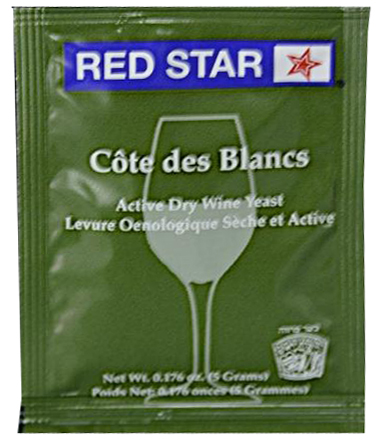 RED STAR
Côte des Blancs
Active Dry Wine Yeast
Levure Oenologique Sèche et Active
Net Wt. 0.176 oz. (5 Grams)
Poids Net: 0.176 onces (5 Grammes)